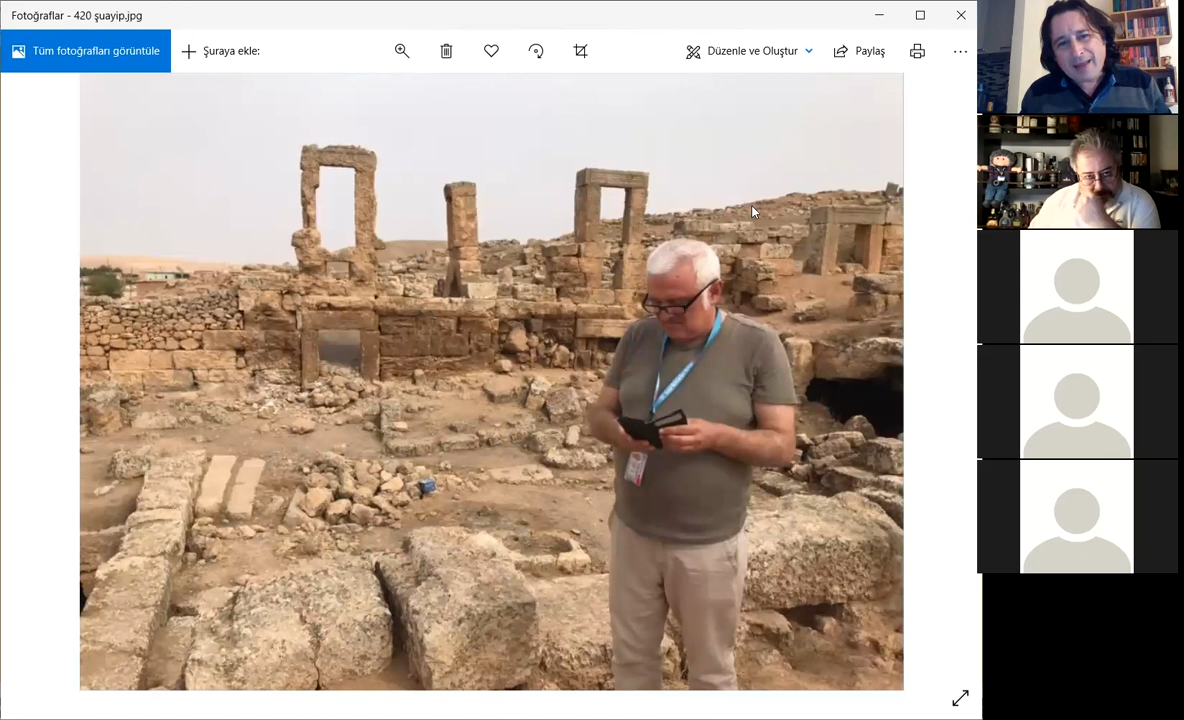 Fotoğraflar - 420 şuayip.jpg
Tüm fotoğrafları görüntüle
Şuraya ekle:
Düzenle ve Oluştur
Paylaş